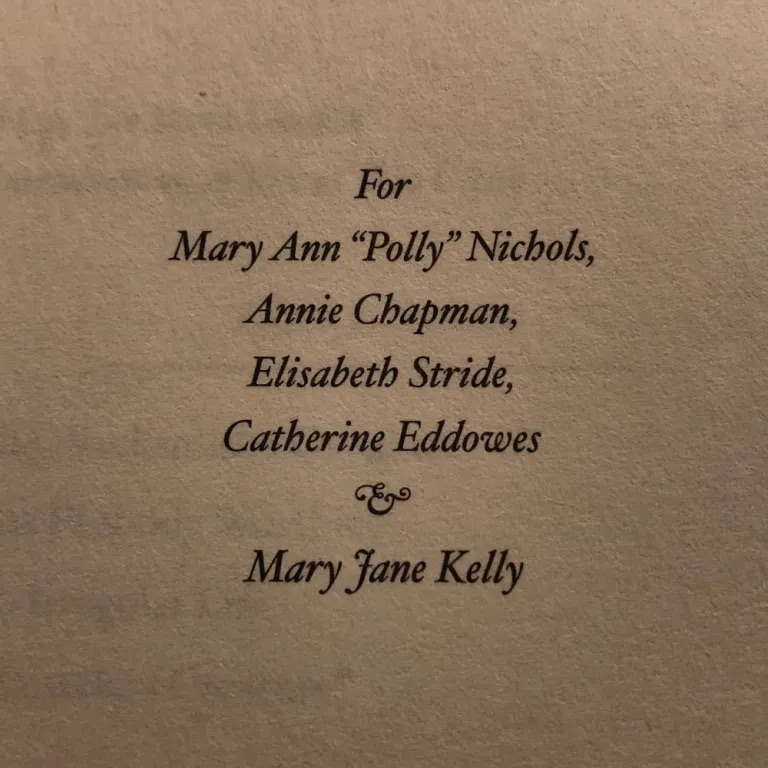 For
Mary Ann “Polly” Nichols,
Annie Chapman,
Elisabeth Stride,
Catherine Eddowes
&
Mary Jane Kelly